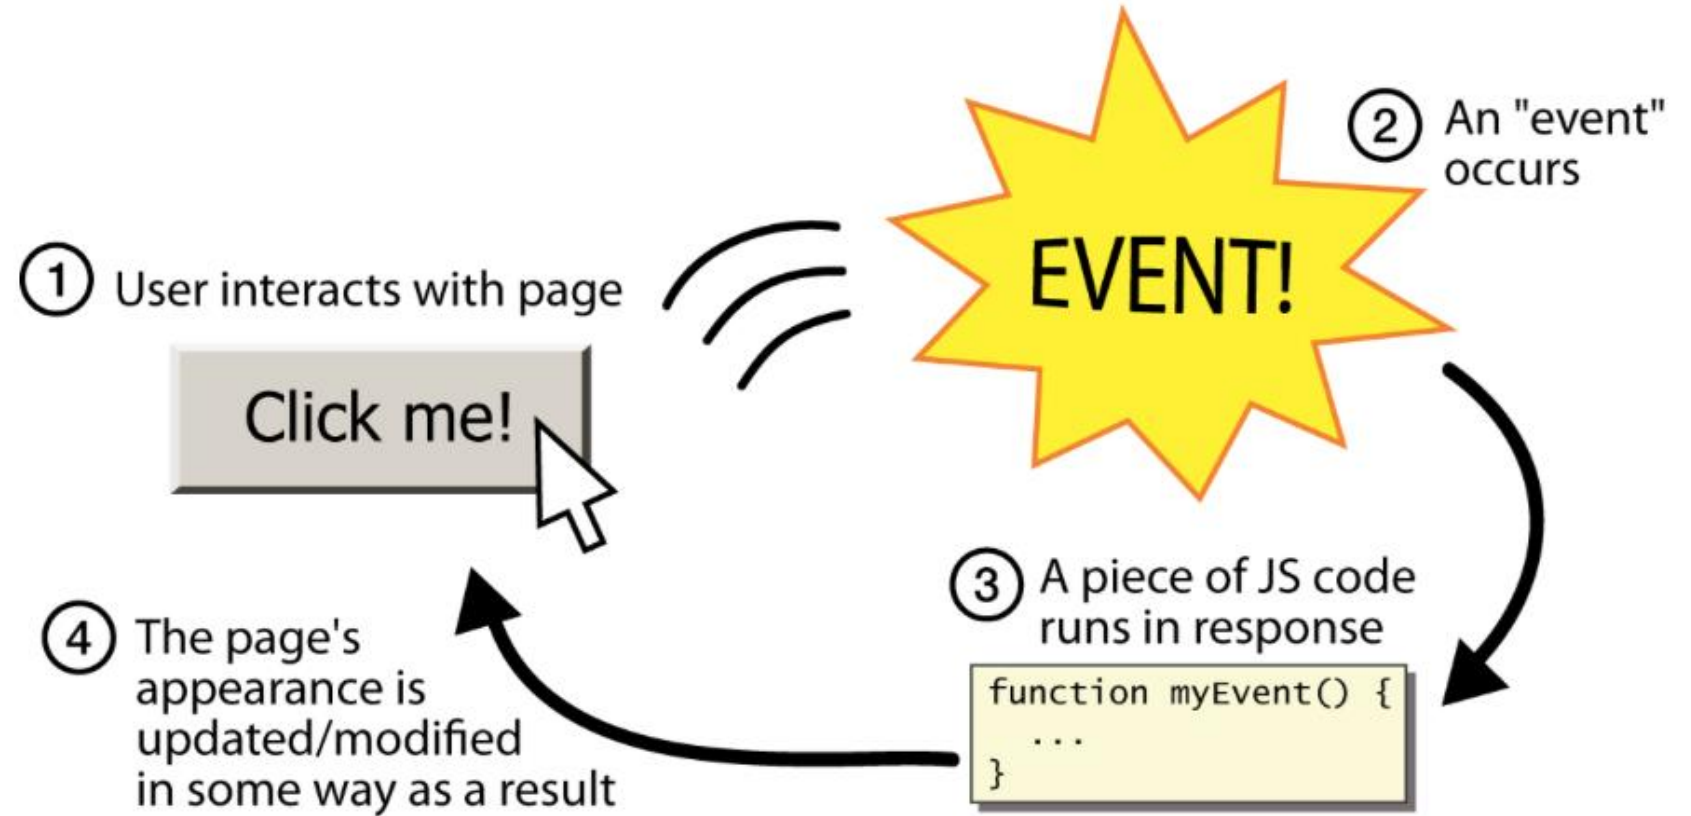 1 User interacts with page
Click me!
EVENT!
2 An "event"
occurs
3 A piece of JS code
runs in response
function myEvent() {
...
}
4 The page's
appearance is
updated/modified
in some way as a result